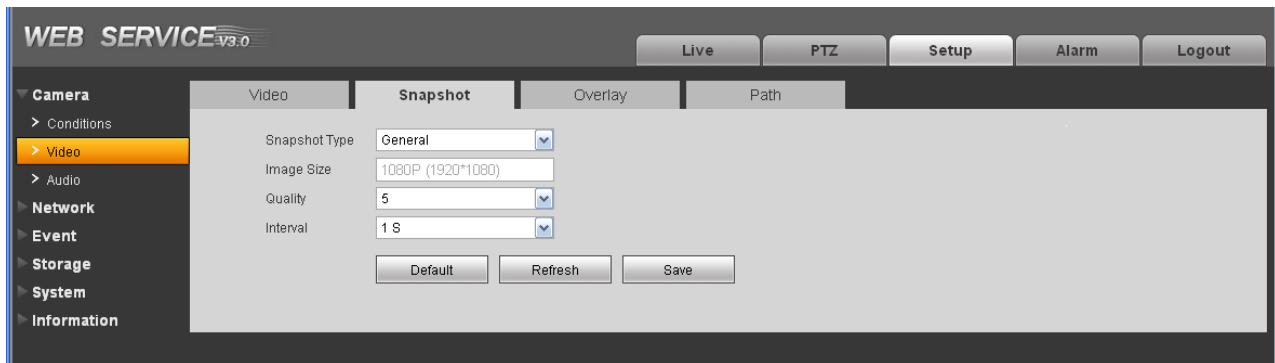 WEB SERVICE V3.0
Live PTZ Setup Alarm Logout
Camera
> Conditions
> Video
> Audio
Network
Event
Storage
System
Information
Video Snapshot Overlay Path
Snapshot Type General
Image Size 1080P (1920*1080)
Quality 5
Interval 1 S
Default Refresh Save